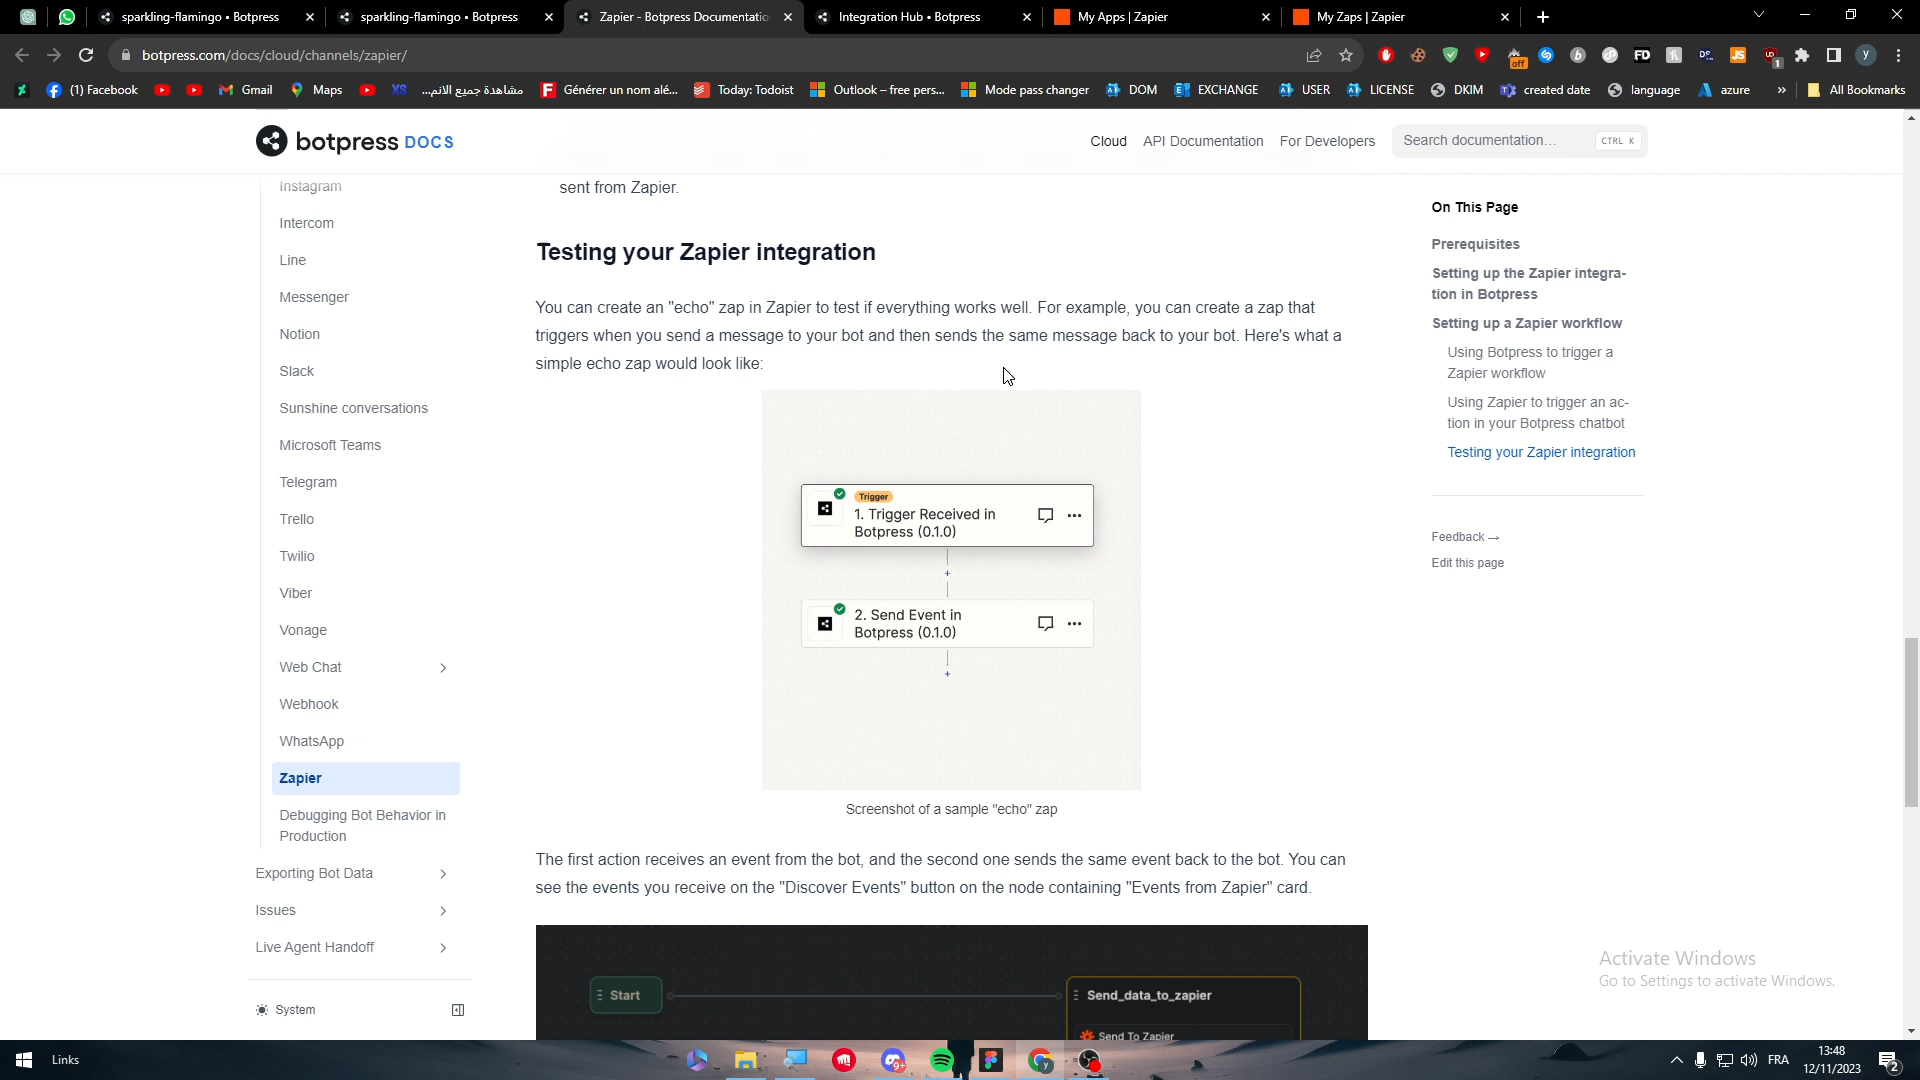 sparkling-flamingo • Botpress
sparkling-flamingo • Botpress
Zapier - Botpress Documentatio
Integration Hub • Botpress
My Apps | Zapier
My Zaps | Zapier
botpress.com/docs/cloud/channels/zapier/
off
FD
JS
1
y
(1) Facebook
Gmail
Maps
XS
مشاهدة جميع الانم...
Générer un nom alé...
Today: Todoist
Outlook – free pers...
Mode pass changer
DOM
EXCHANGE
USER
LICENSE
DKIM
created date
language
azure
»
All Bookmarks
botpress DOCS
Cloud
API Documentation
For Developers
Search documentation...
CTRL K
Instagram
Intercom
Line
Messenger
Notion
Slack
Sunshine conversations
Microsoft Teams
Telegram
Trello
Twilio
Viber
Vonage
Web Chat
Webhook
WhatsApp
Zapier
Debugging Bot Behavior in
Production
Exporting Bot Data
Issues
Live Agent Handoff
System
sent from Zapier.
Testing your Zapier integration
You can create an "echo" zap in Zapier to test if everything works well. For example, you can create a zap that
triggers when you send a message to your bot and then sends the same message back to your bot. Here's what a
simple echo zap would look like:
Trigger
1. Trigger Received in
Botpress (0.1.0)
2. Send Event in
Botpress (0.1.0)
Screenshot of a sample "echo" zap
The first action receives an event from the bot, and the second one sends the same event back to the bot. You can
see the events you receive on the "Discover Events" button on the node containing "Events from Zapier" card.
Start
Send_data_to_zapier
Send To Zapier
On This Page
Prerequisites
Setting up the Zapier integra-
tion in Botpress
Setting up a Zapier workflow
Using Botpress to trigger a
Zapier workflow
Using Zapier to trigger an ac-
tion in your Botpress chatbot
Testing your Zapier integration
Feedback →
Edit this page
Activate Windows
Go to Settings to activate Windows.
Links
9+
y
FRA
13:48
12/11/2023
2